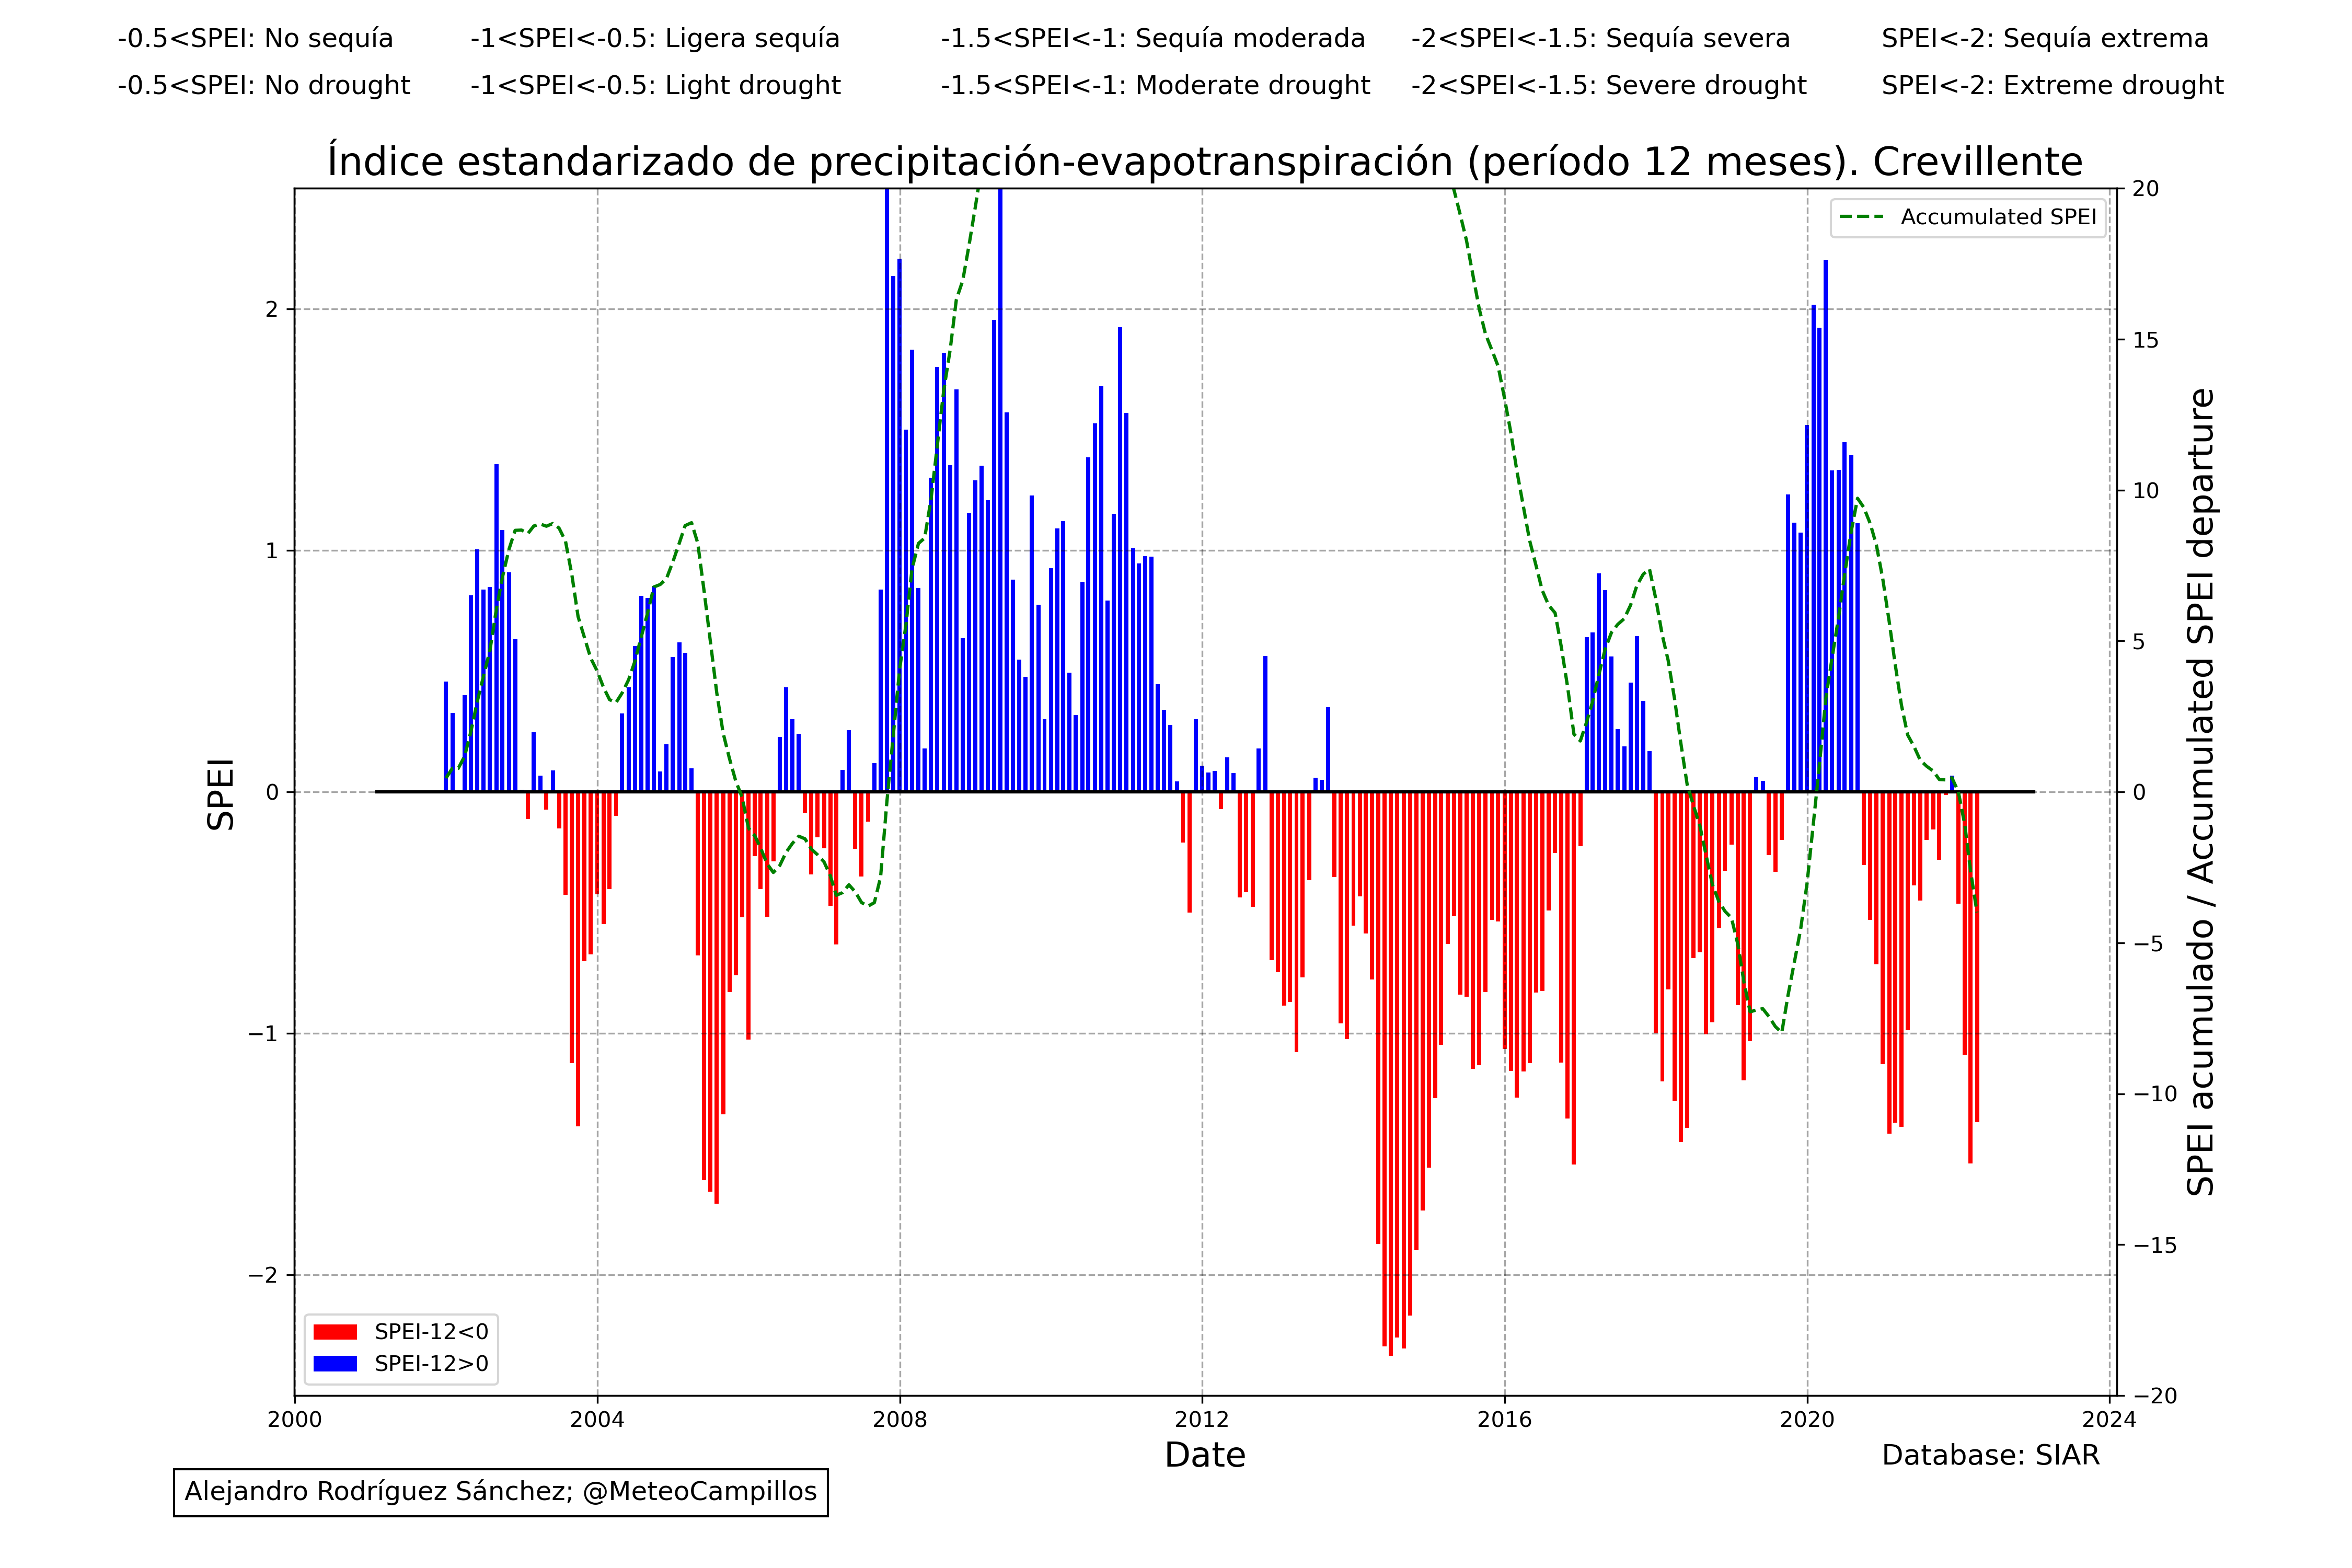 -0.5<SPEI: No sequía -1<SPEI<-0.5: Ligera sequía -1.5<SPEI<-1: Sequía moderada -2<SPEI<-1.5: Sequía severa SPEI<-2: Sequía extrema
-0.5<SPEI: No drought -1<SPEI<-0.5: Light drought -1.5<SPEI<-1: Moderate drought -2<SPEI<-1.5: Severe drought SPEI<-2: Extreme drought
Índice estandarizado de precipitación-evapotranspiración (período 12 meses). Crevillente
Accumulated SPEI
SPEI
2
1
0
−1
−2
20
15
10
5
0
−5
−10
−15
−20
SPEI acumulado / Accumulated SPEI departure
SPEI-12<0
SPEI-12>0
2000 2004 2008 2012 2016 2020 2024
Date
Database: SIAR
Alejandro Rodríguez Sánchez; @MeteoCampillos